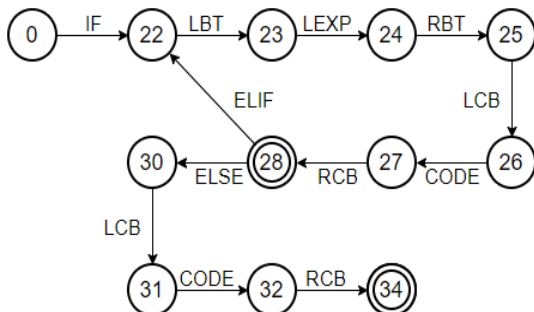 IF LBT LEXP RBT
0 22 23 24 25
ELIF LCB
30 28 27 26
ELSE RCB CODE
LCB
CODE RCB
31 32 34